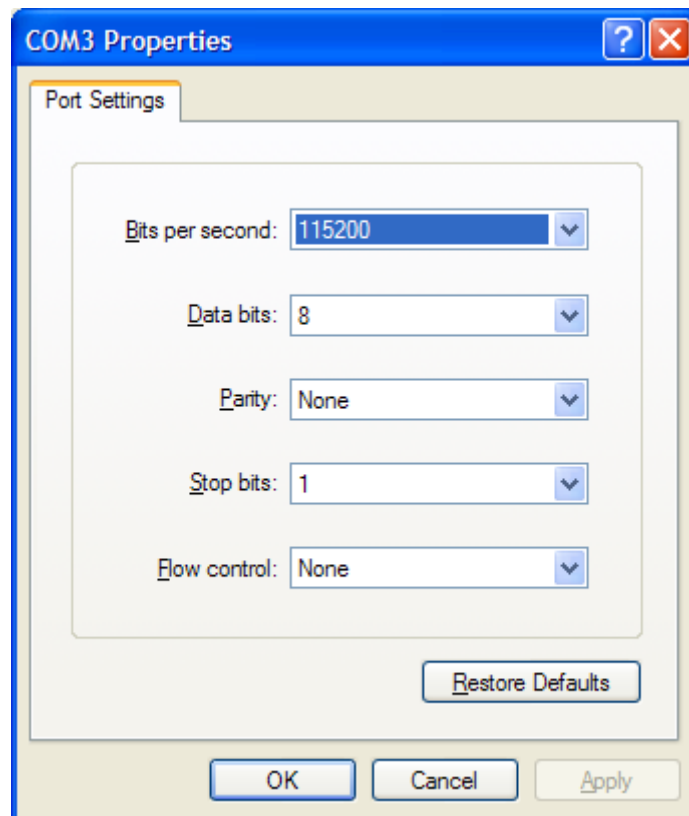 COM3 Properties
Port Settings
Bits per second: 115200
Data bits: 8
Parity: None
Stop bits: 1
Flow control: None
Restore Defaults
OK Cancel Apply